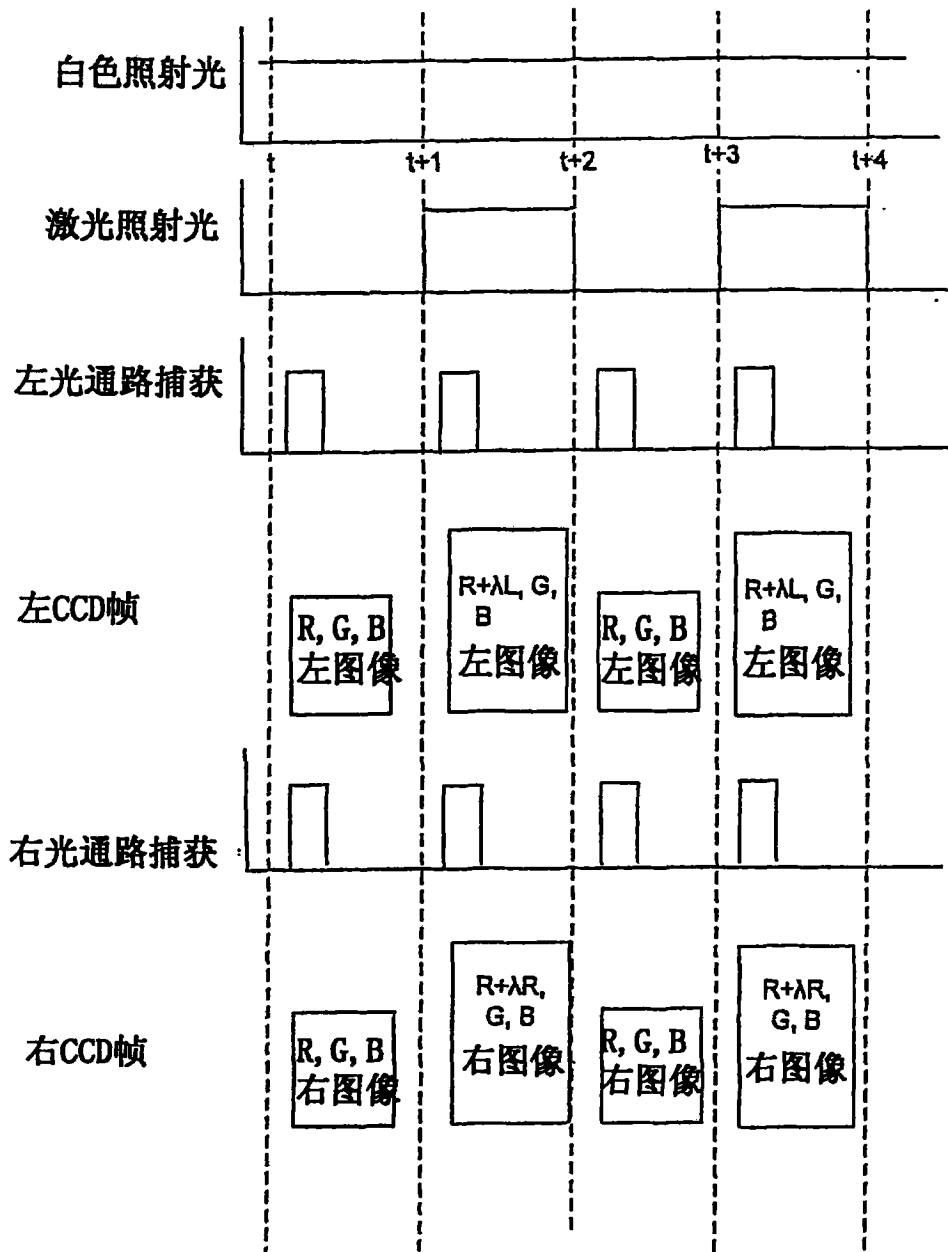 白色照射光
t
t+1
t+2
t+3
t+4
激光照射光
左光通路捕获
左CCD帧
R, G, B
左图像
R+λL, G,
B
左图像
R, G, B
左图像
R+λL, G,
B
左图像
右光通路捕获
右CCD帧
R, G, B
右图像
R+λR,
G, B
右图像
R, G, B
右图像
R+λR,
G, B
右图像